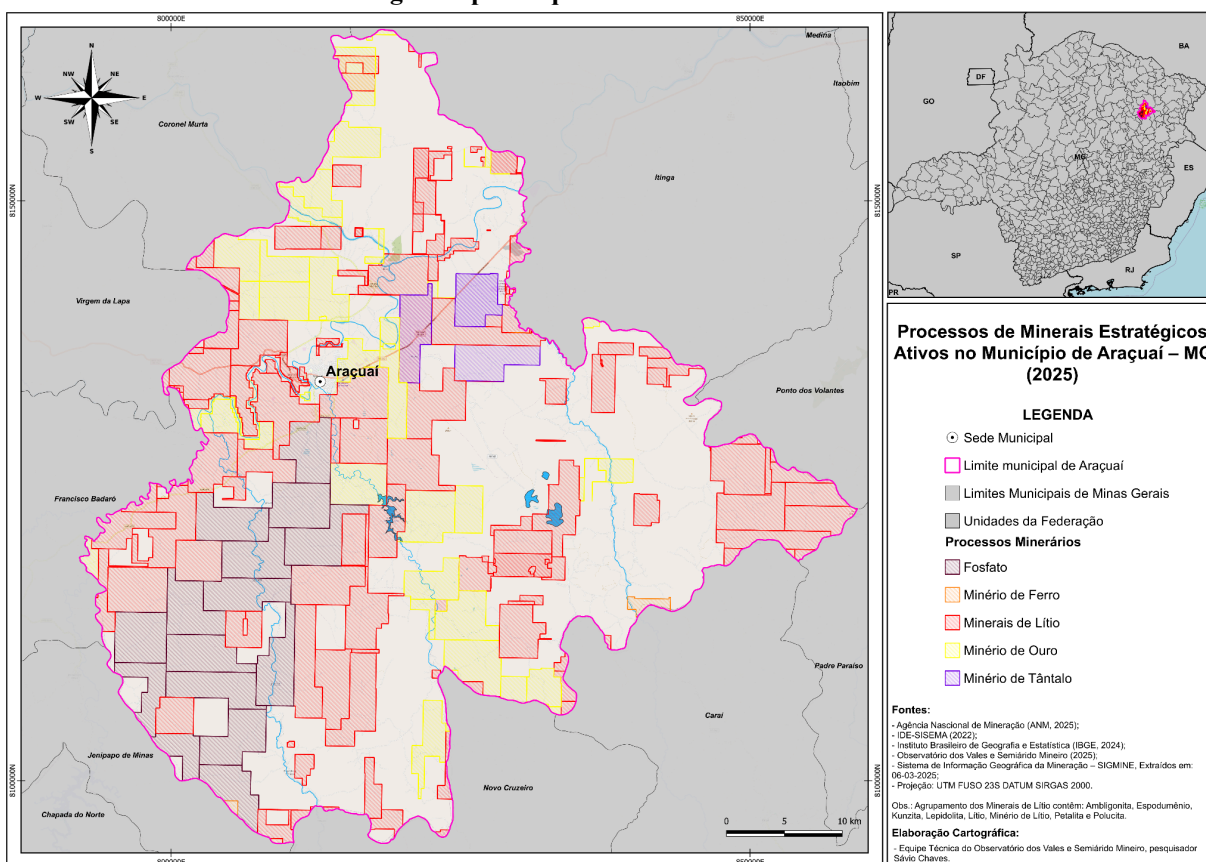 800000E
850000E
Medina
Itaobim
N
NW
NE
W
E
SW
SE
S
Coronel Murta
8150000N
8150000N
Itinga
Virgem da Lapa
Araçuaí
Ponto dos Volantes
Francisco Badaró
Padre Paraíso
Caraí
Jenipapo de Minas
Novo Cruzeiro
Chapada do Norte
8100000N
8100000N
0
5
10 km
800000E
850000E
BA
DF
GO
MG
ES
SP
RJ
PR
Processos de Minerais Estratégicos
Ativos no Município de Araçuaí – MG
(2025)
LEGENDA
Sede Municipal
Limite municipal de Araçuaí
Limites Municipais de Minas Gerais
Unidades da Federação
Processos Minerários
Fosfato
Minério de Ferro
Minerais de Lítio
Minério de Ouro
Minério de Tântalo
Fontes:
- Agência Nascional de Mineração (ANM, 2025);
- IDE-SISEMA (2022);
- Instituto Brasileiro de Geografia e Estatística (IBGE, 2024);
- Observatório dos Vales e Semiárido Mineiro (2025);
- Sistema de Informação Geográfica da Mineração – SIGMINE, Extraídos em:
06-03-2025;
- Projeção: UTM FUSO 23S DATUM SIRGAS 2000.
Obs.: Agrupamento dos Minerais de Lítio contêm: Ambligonita, Espodumênio,
Kunzita, Lepidolita, Lítio, Minério de Lítio, Petalita e Polucita.
Elaboração Cartográfica:
- Equipe Técnica do Observatório dos Vales e Semiárido Mineiro, pesquisador
Sávio Chaves.